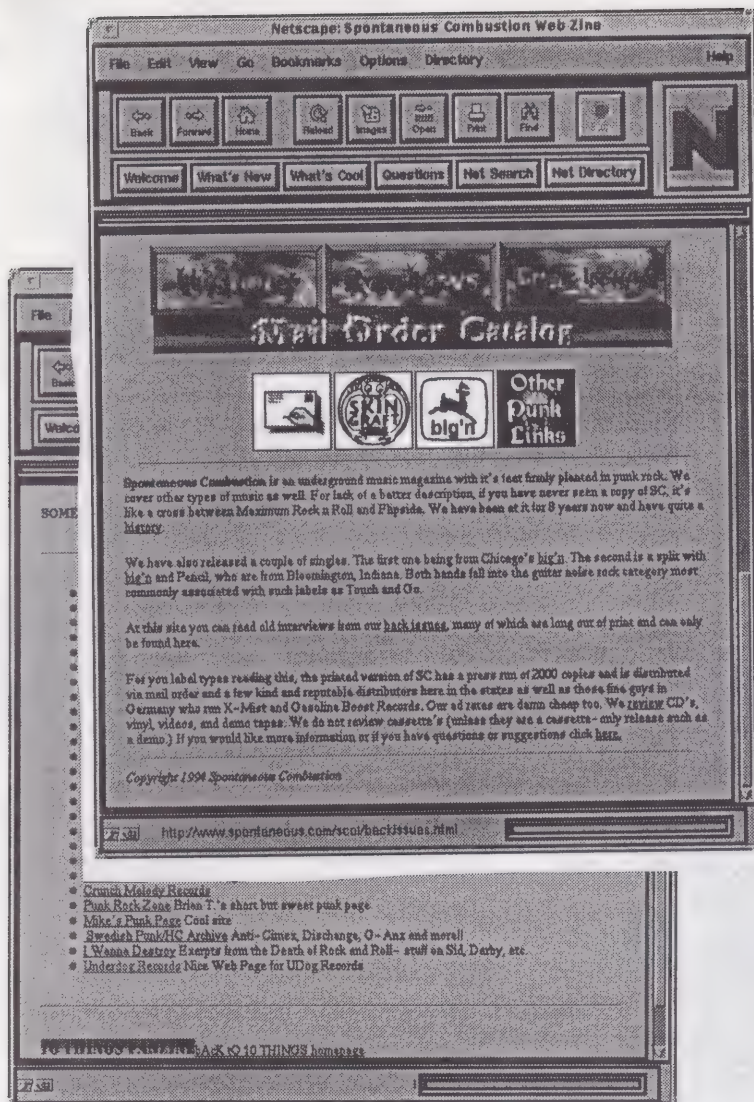 Netscape: Spontaneous Combustion Web Zine
File Edit View Go Bookmarks Options Directory Help
Back Forward Home Reload Images Open Print Find
Welcome What's New What's Cool Questions Net Search Net Directory
Mail Order Catalog
SKIN GRAFT
big'n
Other
Punk
Links
Spontaneous Combustion is an underground music magazine with it's feet firmly planted in punk rock. We
cover other types of music as well. For lack of a better description, if you have never seen a copy of SC, it's
like a cross between Maximum Rock n Roll and Flipside. We have been at it for 8 years now and have quite a
history.
We have also released a couple of singles. The first one being from Chicago's big'n. The second is a split with
big'n and Pencil, who are from Bloomington, Indiana. Both bands fall into the guitar noise rock category most
commonly associated with such labels as Touch and Go.
At this site you can read old interviews from our back issues, many of which are long out of print and can only
be found here.
For you label types reading this, the printed version of SC has a press run of 2000 copies and is distributed
via mail order and a few kind and reputable distributors here in the states as well as those fine guys in
Germany who run X-Mist and Gasoline Boost Records. Our ad rates are damn cheap too. We review CD's,
vinyl, videos, and demo tapes. We do not review cassette's (unless they are a cassette- only release such as
a demo.) If you would like more information or if you have questions or suggestions click here.
Copyright 1994 Spontaneous Combustion
http://www.spontaneous.com/scot/backissues.html
File
Back
Welco
SOME
Crunch Melody Records
Punk Rock Zone Brian T.'s short but sweet punk page
Mike's Punk Page Cool site
Swedish Punk/HC Archive Anti-Cimex, Discharge, O-Anx and more!!
I Wanna Destroy Exerpts from the Death of Rock and Roll- stuff on Sid, Darby, etc.
Underdog Records Nice Web Page for UDog Records
bAcK tO 10 THINGS homepage